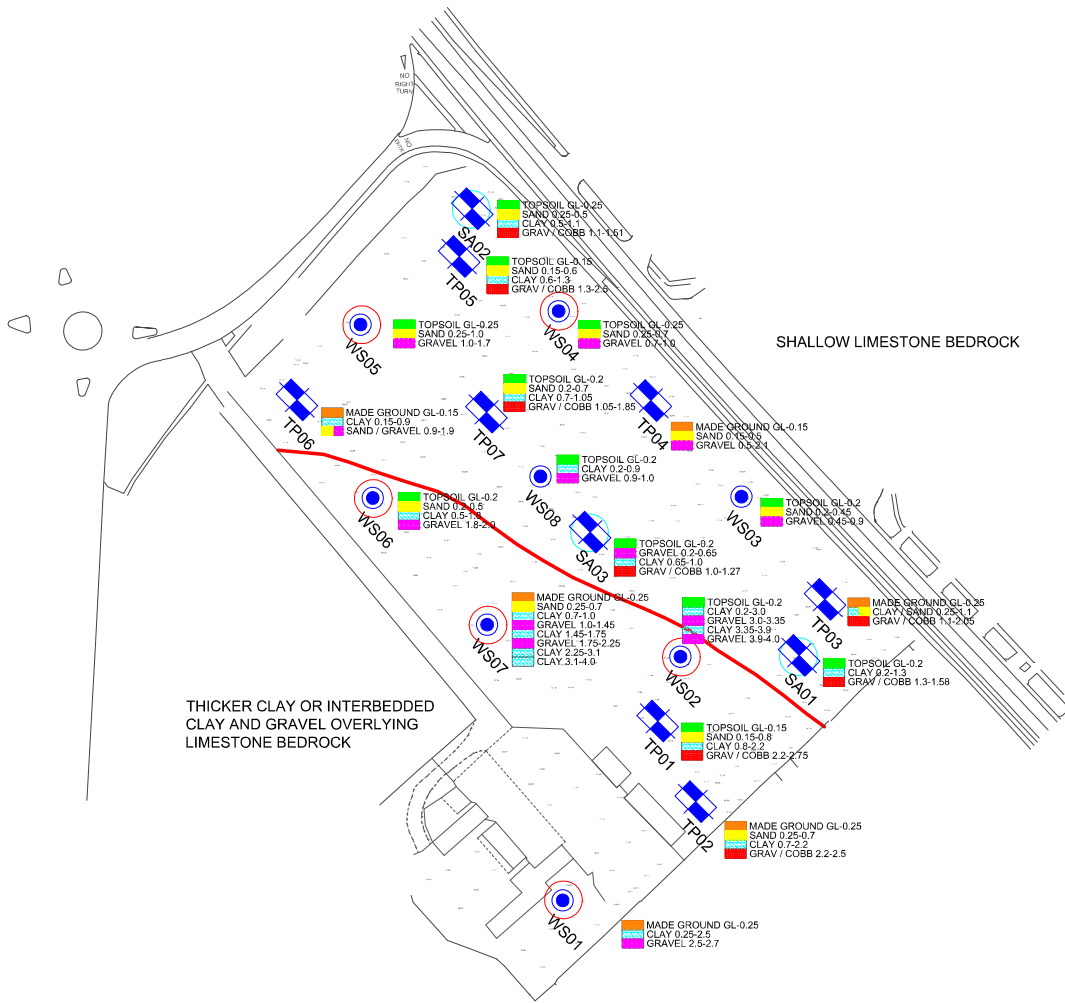 NO
RIGHT
TURN
NO
SA02
TOPSOIL GL-0.25
SAND 0.25-0.5
CLAY 0.5-1.1
GRAV / COBB 1.1-1.51
TP05
TOPSOIL GL-0.15
SAND 0.15-0.6
CLAY 0.6-1.3
GRAV / COBB 1.3-2.5
WS05
TOPSOIL GL-0.25
SAND 0.25-1.0
GRAVEL 1.0-1.7
WS04
TOPSOIL GL-0.25
SAND 0.25-0.7
GRAVEL 0.7-1.0
SHALLOW LIMESTONE BEDROCK
TP06
MADE GROUND GL-0.15
CLAY 0.15-0.9
SAND / GRAVEL 0.9-1.9
TP07
TOPSOIL GL-0.2
SAND 0.2-0.7
CLAY 0.7-1.05
GRAV / COBB 1.05-1.85
TP04
MADE GROUND GL-0.15
SAND 0.15-0.5
GRAVEL 0.5-2.1
WS08
TOPSOIL GL-0.2
CLAY 0.2-0.9
GRAVEL 0.9-1.0
WS06
TOPSOIL GL-0.2
SAND 0.2-0.5
CLAY 0.5-1.8
GRAVEL 1.8-2.0
WS03
TOPSOIL GL-0.2
SAND 0.2-0.45
GRAVEL 0.45-0.9
SA03
TOPSOIL GL-0.2
GRAVEL 0.2-0.65
CLAY 0.65-1.0
GRAV / COBB 1.0-1.27
WS07
MADE GROUND GL-0.25
SAND 0.25-0.7
CLAY 0.7-1.0
GRAVEL 1.0-1.45
CLAY 1.45-1.75
GRAVEL 1.75-2.25
CLAY 2.25-3.1
CLAY 3.1-4.0
WS02
TOPSOIL GL-0.2
CLAY 0.2-3.0
GRAVEL 3.0-3.35
CLAY 3.35-3.9
GRAVEL 3.9-4.0
TP03
MADE GROUND GL-0.25
CLAY / SAND 0.25-1.1
GRAV / COBB 1.1-2.05
SA01
TOPSOIL GL-0.2
CLAY 0.2-1.3
GRAV / COBB 1.3-1.58
THICKER CLAY OR INTERBEDDED
CLAY AND GRAVEL OVERLYING
LIMESTONE BEDROCK
TP01
TOPSOIL GL-0.15
SAND 0.15-0.8
CLAY 0.8-2.2
GRAV / COBB 2.2-2.75
TP02
MADE GROUND GL-0.25
SAND 0.25-0.7
CLAY 0.7-2.2
GRAV / COBB 2.2-2.5
WS01
MADE GROUND GL-0.25
CLAY 0.25-2.5
GRAVEL 2.5-2.7